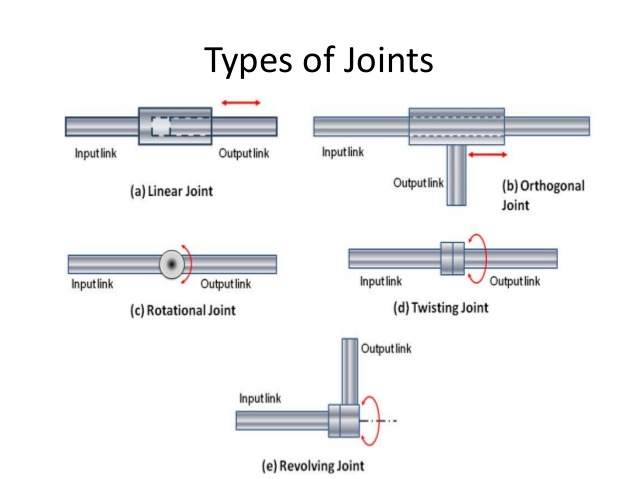 Types of Joints
Input link
Output link
(a) Linear Joint
Input link
Output link
(b) Orthogonal
Joint
Input link
Output link
(c) Rotational Joint
Input link
Output link
(d) Twisting Joint
Output link
Input link
(e) Revolving Joint